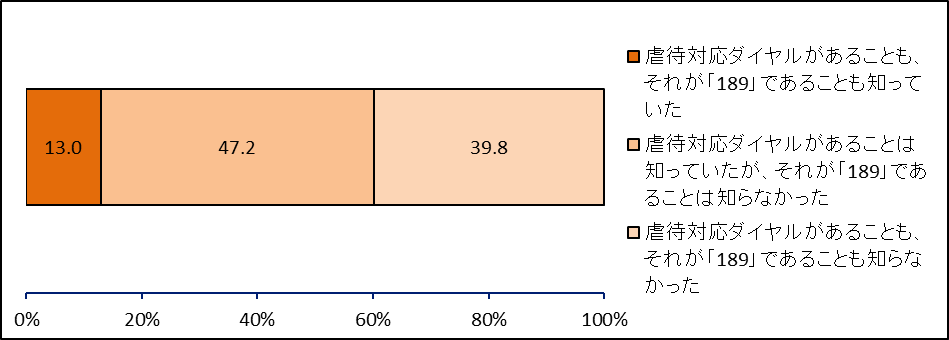 虐待対応ダイヤルがあることも、
それが「189」であることも知って
いた
13.0
47.2
39.8
虐待対応ダイヤルがあることは
知っていたが、それが「189」であ
ることは知らなかった
虐待対応ダイヤルがあることも、
それが「189」であることも知らな
かった
0%
20%
40%
60%
80%
100%